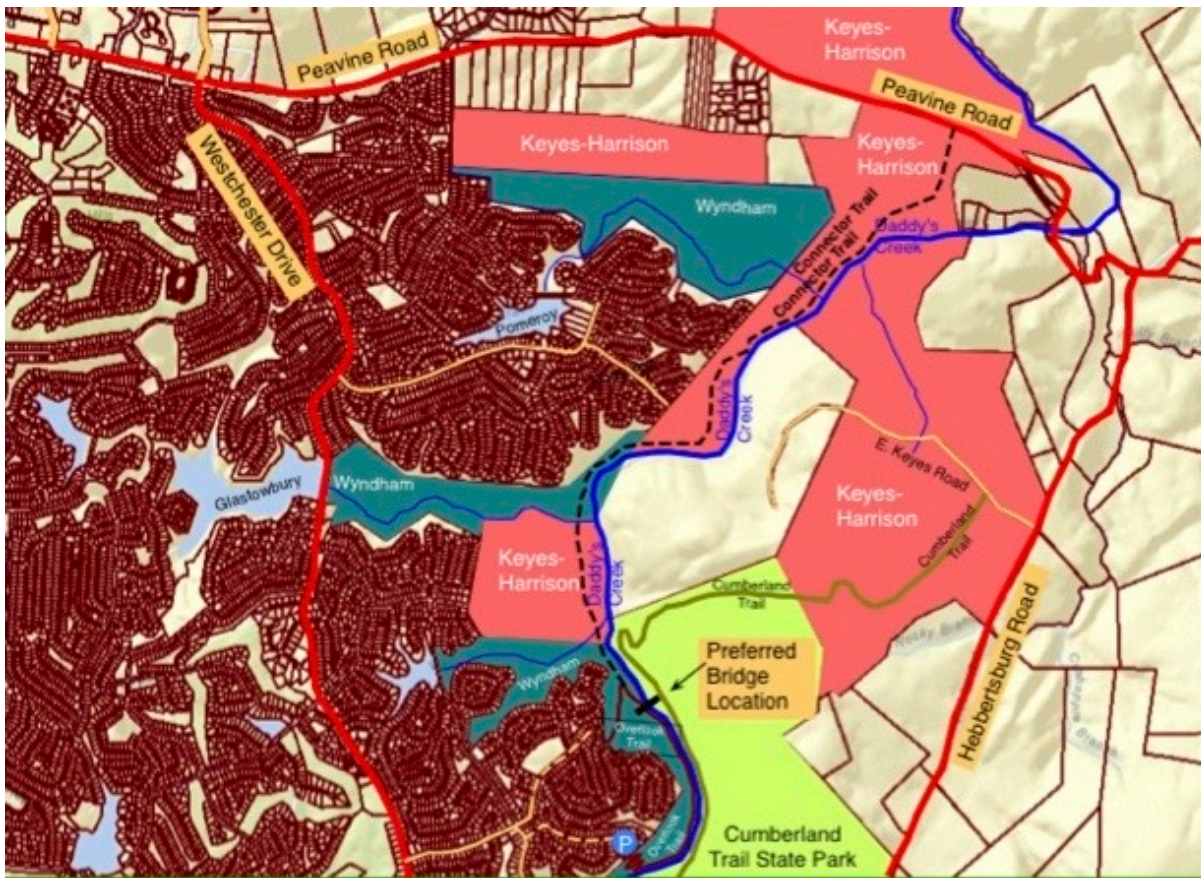 Keyes-
Harrison
Peavine Road
Peavine Road
Keyes-Harrison
Keyes-
Harrison
Westchester Drive
Wyndham
Connector Trail
Connector Trail
Daddy's
Creek
Pomeroy
Daddy's
Creek
E. Keyes Road
Glastowbury
Wyndham
Keyes-
Harrison
Cumberland
Trail
Keyes-
Harrison
Daddy's
Creek
Cumberland
Trail
Preferred
Bridge
Location
Wyndham
Overlook
Trail
Hebbertsburg Road
P
Overlook
Trail
Cumberland
Trail State Park